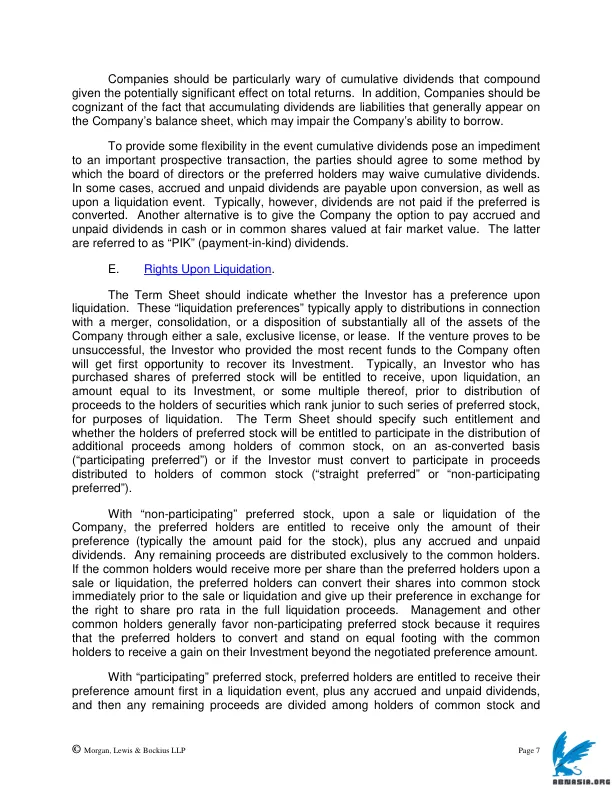 Companies should be particularly wary of cumulative dividends that compound
given the potentially significant effect on total returns. In addition, Companies should be
cognizant of the fact that accumulating dividends are liabilities that generally appear on
the Company's balance sheet, which may impair the Company's ability to borrow.
To provide some flexibility in the event cumulative dividends pose an impediment
to an important prospective transaction, the parties should agree to some method by
which the board of directors or the preferred holders may waive cumulative dividends.
In some cases, accrued and unpaid dividends are payable upon conversion, as well as
upon a liquidation event. Typically, however, dividends are not paid if the preferred is
converted. Another alternative is to give the Company the option to pay accrued and
unpaid dividends in cash or in common shares valued at fair market value. The latter
are referred to as “PIK” (payment-in-kind) dividends.
E. Rights Upon Liquidation.
The Term Sheet should indicate whether the Investor has a preference upon
liquidation. These “liquidation preferences” typically apply to distributions in connection
with a merger, consolidation, or a disposition of substantially all of the assets of the
Company through either a sale, exclusive license, or lease. If the venture proves to be
unsuccessful, the Investor who provided the most recent funds to the Company often
will get first opportunity to recover its Investment. Typically, an Investor who has
purchased shares of preferred stock will be entitled to receive, upon liquidation, an
amount equal to its Investment, or some multiple thereof, prior to distribution of
proceeds to the holders of securities which rank junior to such series of preferred stock,
for purposes of liquidation. The Term Sheet should specify such entitlement and
whether the holders of preferred stock will be entitled to participate in the distribution of
additional proceeds among holders of common stock, on an as-converted basis
(“participating preferred”) or if the Investor must convert to participate in proceeds
distributed to holders of common stock (“straight preferred” or “non-participating
preferred”).
With “non-participating” preferred stock, upon a sale or liquidation of the
Company, the preferred holders are entitled to receive only the amount of their
preference (typically the amount paid for the stock), plus any accrued and unpaid
dividends. Any remaining proceeds are distributed exclusively to the common holders.
If the common holders would receive more per share than the preferred holders upon a
sale or liquidation, the preferred holders can convert their shares into common stock
immediately prior to the sale or liquidation and give up their preference in exchange for
the right to share pro rata in the full liquidation proceeds. Management and other
common holders generally favor non-participating preferred stock because it requires
that the preferred holders to convert and stand on equal footing with the common
holders to receive a gain on their Investment beyond the negotiated preference amount.
With “participating” preferred stock, preferred holders are entitled to receive their
preference amount first in a liquidation event, plus any accrued and unpaid dividends,
and then any remaining proceeds are divided among holders of common stock and
© Morgan, Lewis & Bockius LLP Page 7
ABNASIA.ORG